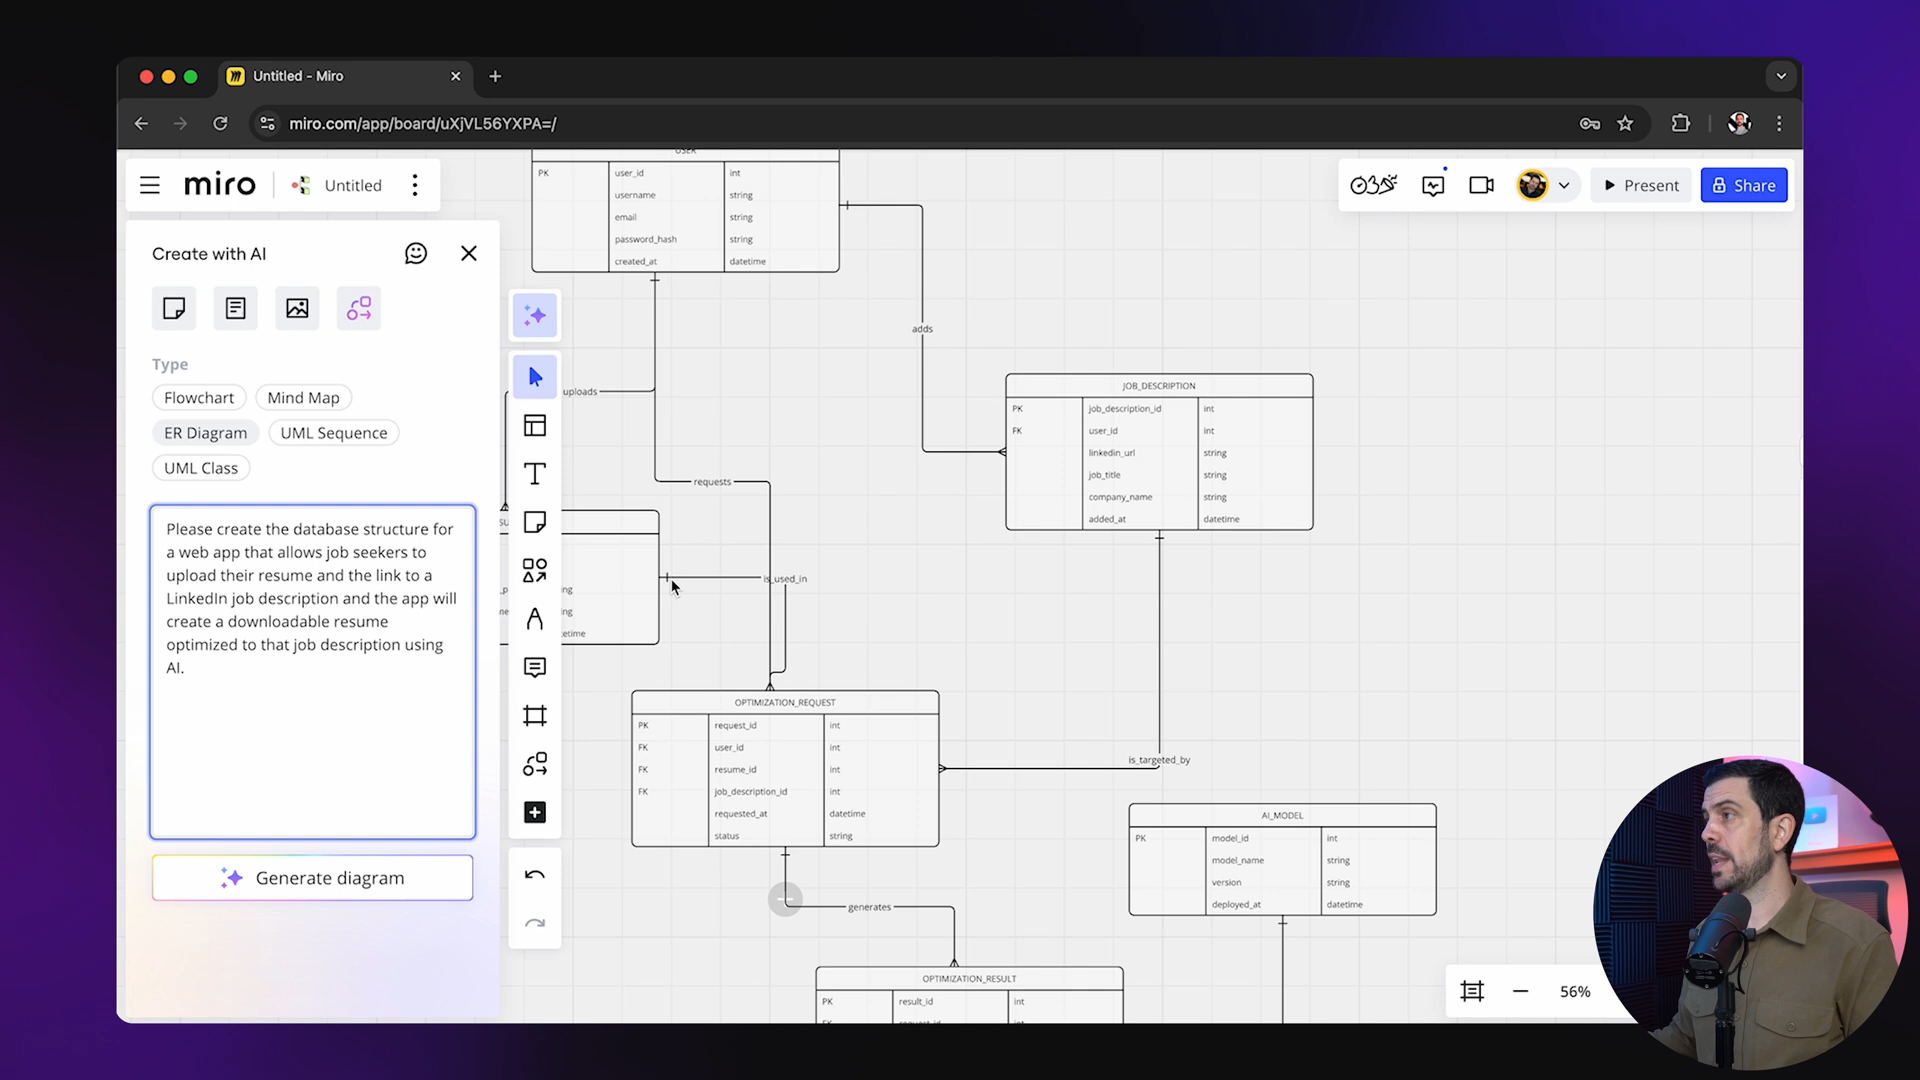 Untitled - Miro
miro.com/app/board/uXjVL56YXPA=/
miro
Untitled
Present
Share
Create with AI
Type
Flowchart
Mind Map
ER Diagram
UML Sequence
UML Class
Please create the database structure for
a web app that allows job seekers to
upload their resume and the link to a
LinkedIn job description and the app will
create a downloadable resume
optimized to that job description using
AI.
Generate diagram
USER
PK user_id int
username string
email string
password_hash string
created_at datetime
adds
uploads
requests
is_used_in
JOB_DESCRIPTION
PK job_description_id int
FK user_id int
linkedin_url string
job_title string
company_name string
added_at datetime
OPTIMIZATION_REQUEST
PK request_id int
FK user_id int
FK resume_id int
FK job_description_id int
requested_at datetime
status string
is_targeted_by
AI_MODEL
PK model_id int
model_name string
version string
deployed_at datetime
generates
OPTIMIZATION_RESULT
PK result_id int
56%